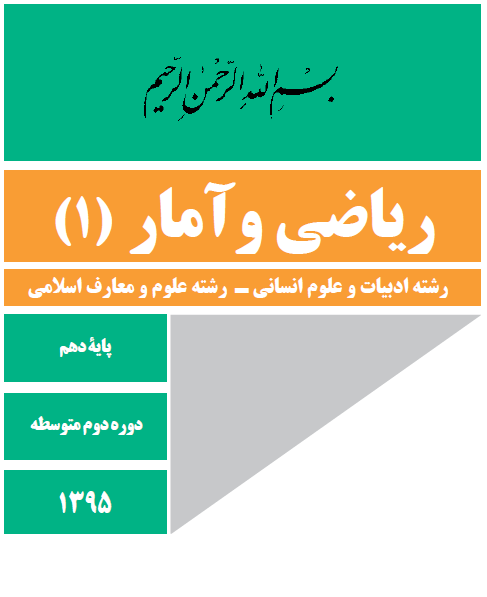 بسم الله الرحمن الرحیم
ریاضی و آمار (۱)
رشته ادبیات و علوم انسانی ـ رشته علوم و معارف اسلامی
پایهٔ دهم
دوره دوم متوسطه
۱۳۹۵